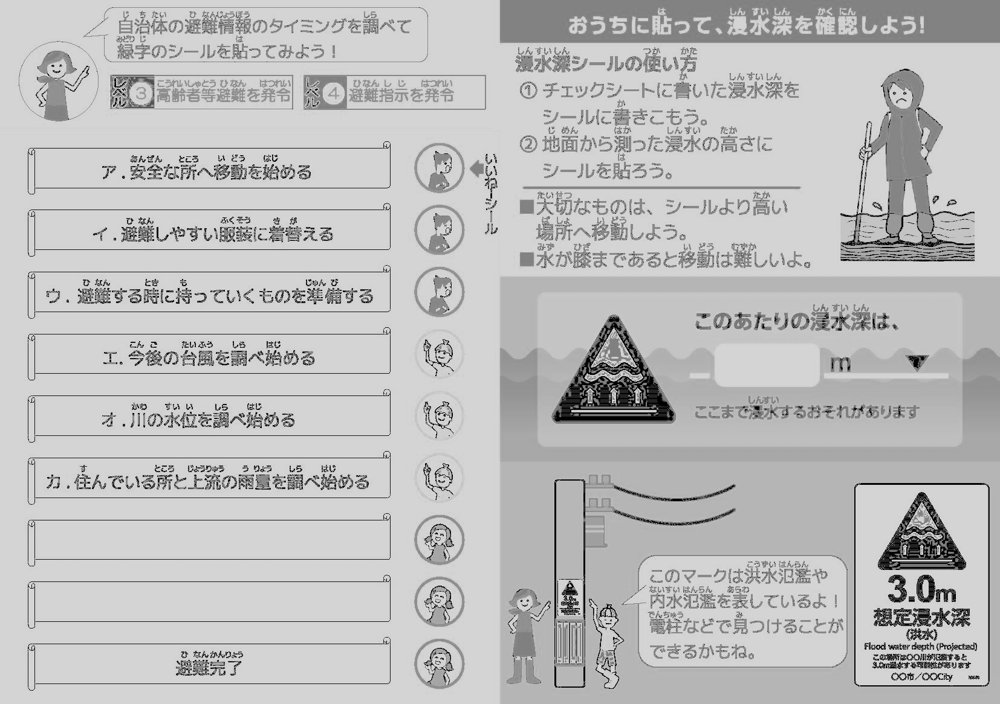 自治体の避難情報のタイミングを調べて
緑字のシールを貼ってみよう！
レベル3 高齢者等避難を発令
レベル4 避難指示を発令
いいねーシール
ア．安全な所へ移動を始める
イ．避難しやすい服装に着替える
ウ．避難する時に持っていくものを準備する
エ．今後の台風を調べ始める
オ．川の水位を調べ始める
カ．住んでいる所と上流の雨量を調べ始める
避難完了
おうちに貼って、浸水深を確認しよう!
浸水深シールの使い方
① チェックシートに書いた浸水深を
シールに書きこもう。
② 地面から測った浸水の高さに
シールを貼ろう。
■大切なものは、シールより高い
場所へ移動しよう。
■水が膝まであると移動は難しいよ。
このあたりの浸水深は、
m
ここまで浸水するおそれがあります
このマークは洪水氾濫や
内水氾濫を表しているよ！
電柱などで見つけることが
できるかもね。
3.0m
3.0m
想定浸水深
(洪水)
Flood water depth (Projected)
この場所は〇〇川が氾濫すると
3.0m浸水する可能性があります
〇〇市／〇〇City